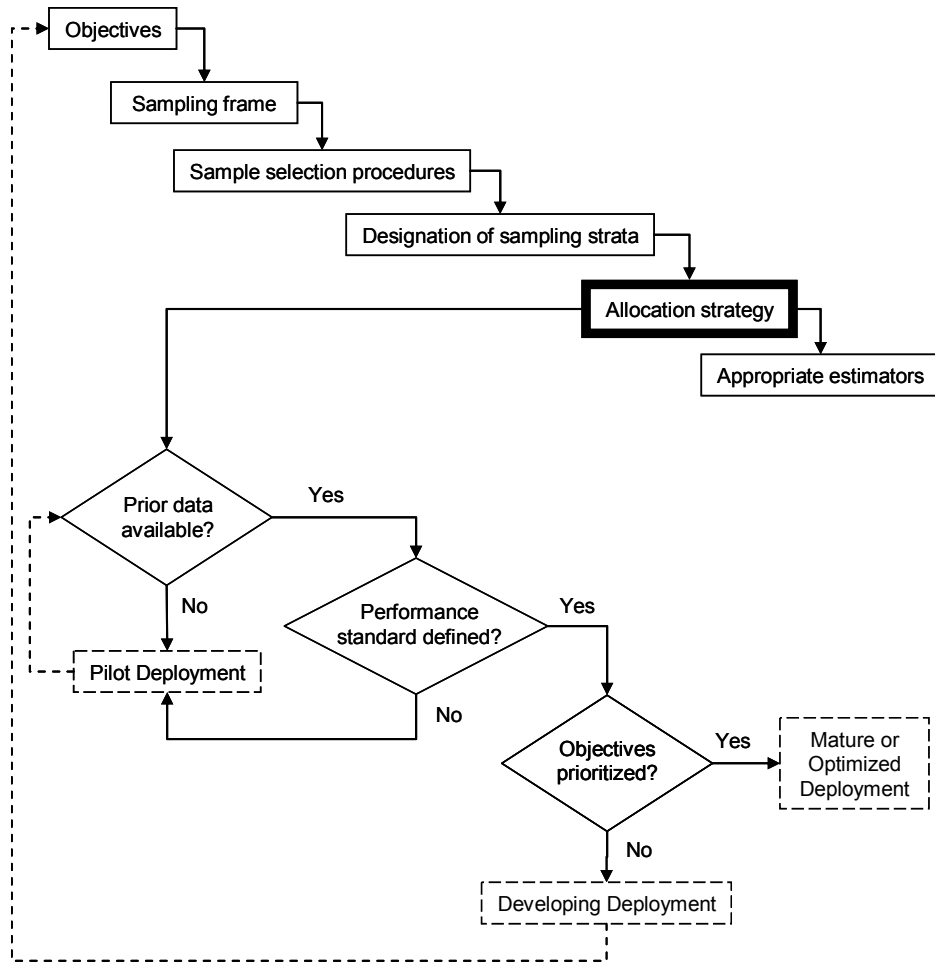 Objectives
Sampling frame
Sample selection procedures
Designation of sampling strata
Allocation strategy
Appropriate estimators
Prior data
available?
Yes
No
Pilot Deployment
Performance
standard defined?
Yes
No
Objectives
prioritized?
Yes
Mature or
Optimized
Deployment
No
Developing Deployment